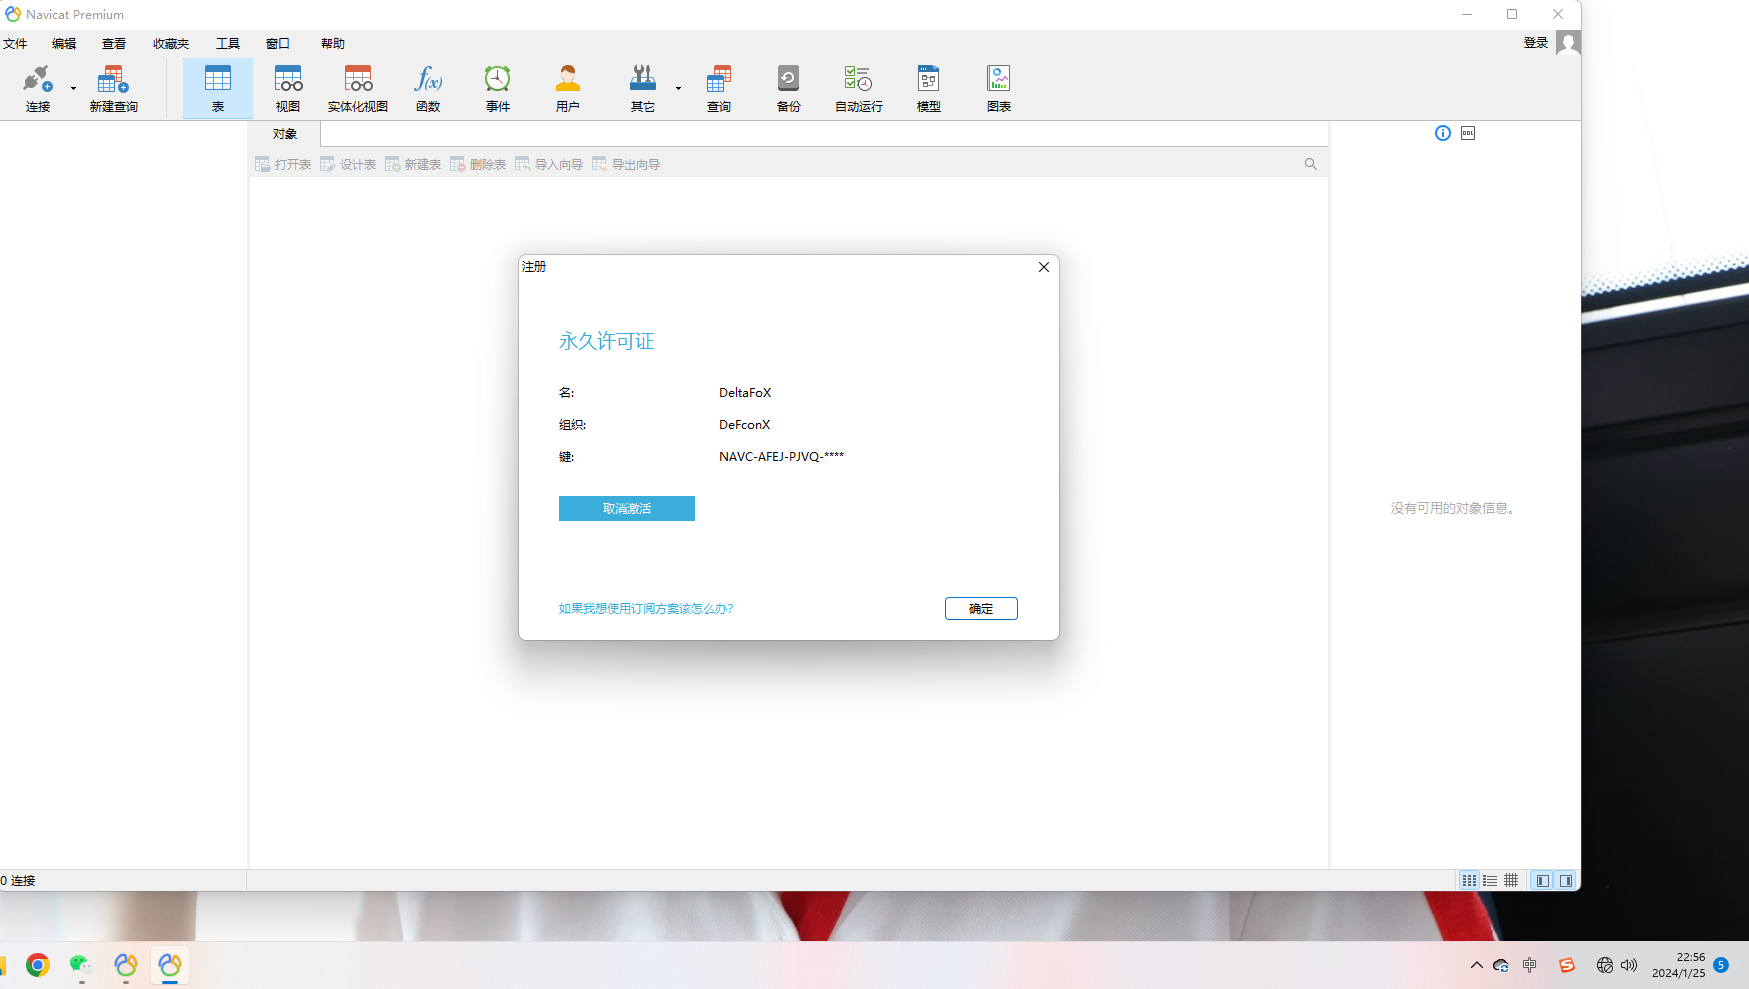 Navicat Premium
文件 编辑 查看 收藏夹 工具 窗口 帮助 登录
连接 新建查询 表 视图 实体化视图 函数 事件 用户 其它 查询 备份 自动运行 模型 图表
对象
打开表 设计表 新建表 删除表 导入向导 导出向导
注册
永久许可证
名: DeltaFoX
组织: DeFconX
键: NAVC-AFEJ-PJVQ-****
取消激活
没有可用的对象信息。
如果我想使用订阅方案该怎么办?
确定
0 连接
中
22:56
2024/1/25
5